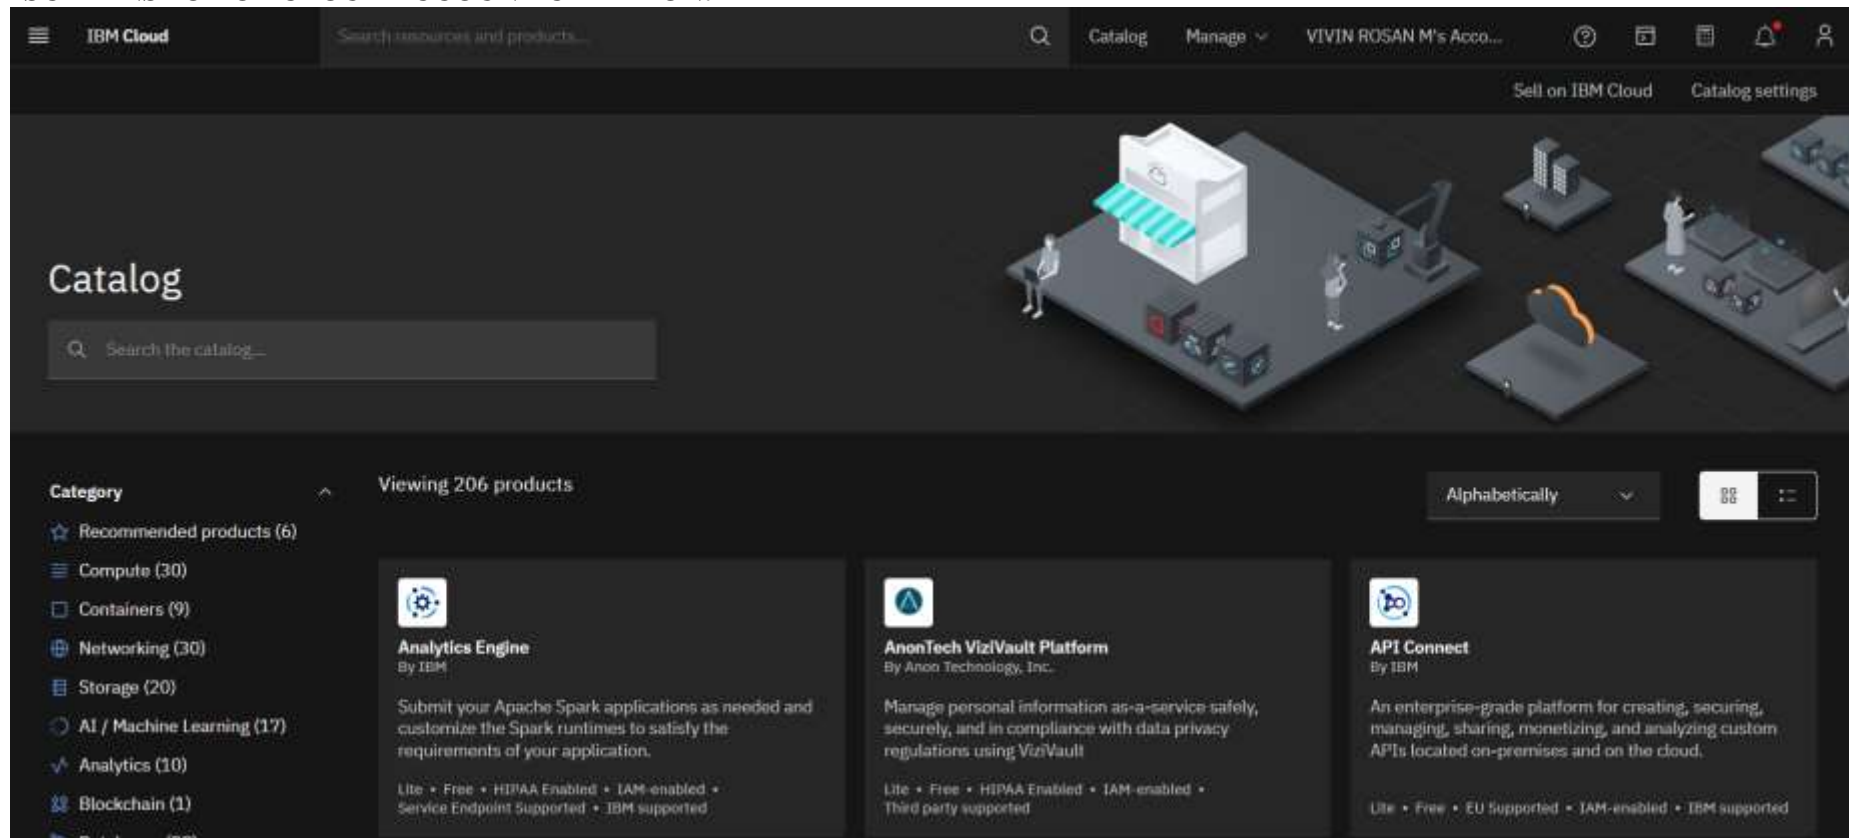 IBM Cloud
Search resources and products...
Catalog
Manage
VIVIN ROSAN M's Acco...
Sell on IBM Cloud
Catalog settings
Catalog
Search the catalog...
Category
Viewing 206 products
Alphabetically
Recommended products (6)
Compute (30)
Containers (9)
Networking (30)
Storage (20)
AI / Machine Learning (17)
Analytics (10)
Blockchain (1)
Analytics Engine
By IBM
Submit your Apache Spark applications as needed and
customize the Spark runtimes to satisfy the
requirements of your application.
Lite • Free • HIPAA Enabled • IAM-enabled •
Service Endpoint Supported • IBM supported
AnonTech ViziVault Platform
By Anon Technology, Inc.
Manage personal information as-a-service safely,
securely, and in compliance with data privacy
regulations using ViziVault
Lite • Free • HIPAA Enabled • IAM-enabled •
Third party supported
API Connect
By IBM
An enterprise-grade platform for creating, securing,
managing, sharing, monetizing, and analyzing custom
APIs located on-premises and on the cloud.
Lite • Free • EU Supported • IAM-enabled • IBM supported